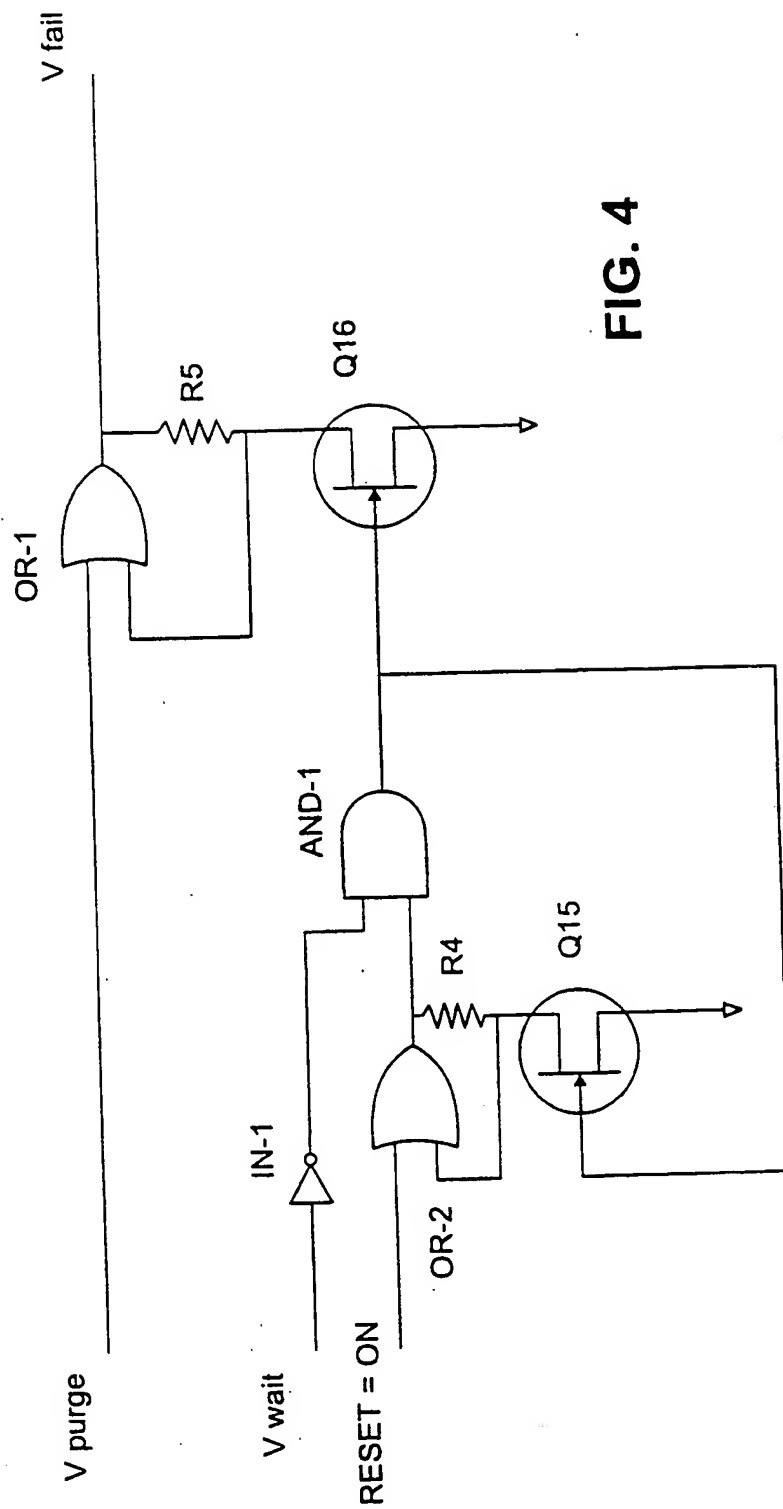 V purge
V fail
OR-1
R5
Q16
V wait
IN-1
AND-1
RESET = ON
OR-2
R4
Q15
FIG. 4